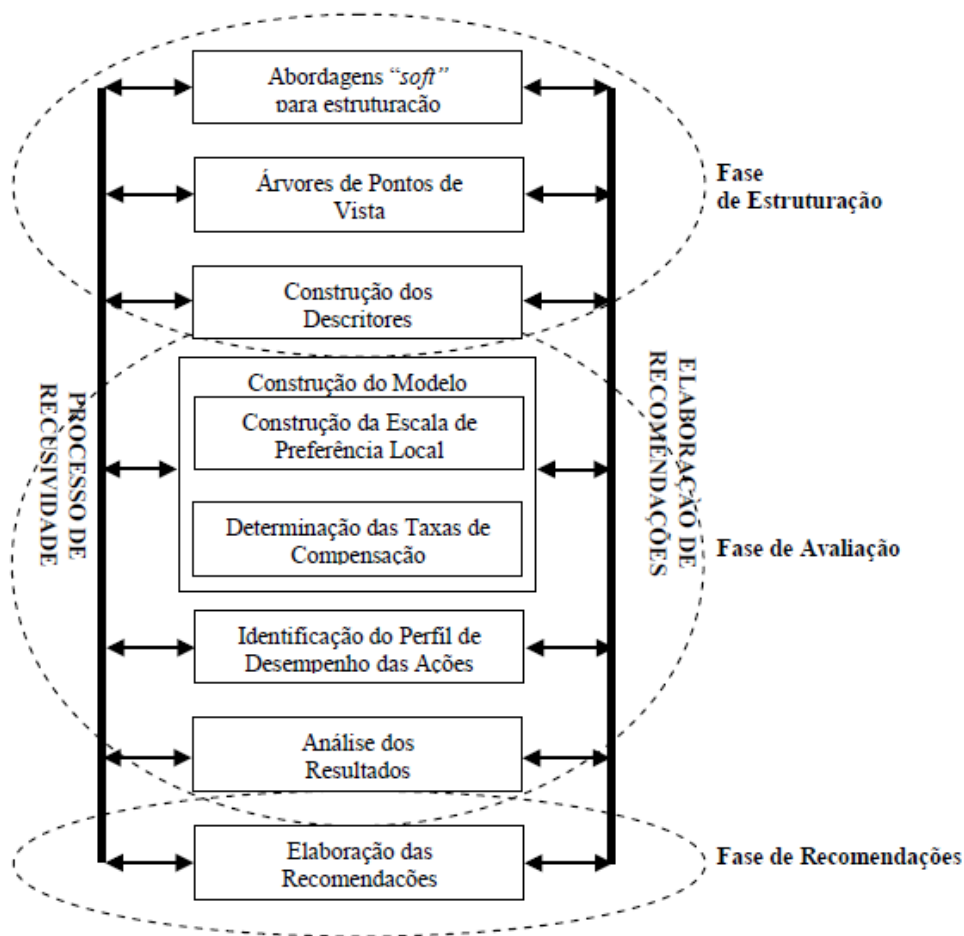 Abordagens “soft”
para estruturação
Árvores de Pontos de
Vista
Fase
de Estruturação
Construção dos
Descritores
PROCESSO DE
RECUSIVIDADE
Construção do Modelo
Construção da Escala de
Preferência Local
Determinação das Taxas de
Compensação
ELABORAÇÃO DE
RECOMENDAÇÕES
Fase de Avaliação
Identificação do Perfil de
Desempenho das Ações
Análise dos
Resultados
Elaboração das
Recomendações
Fase de Recomendações